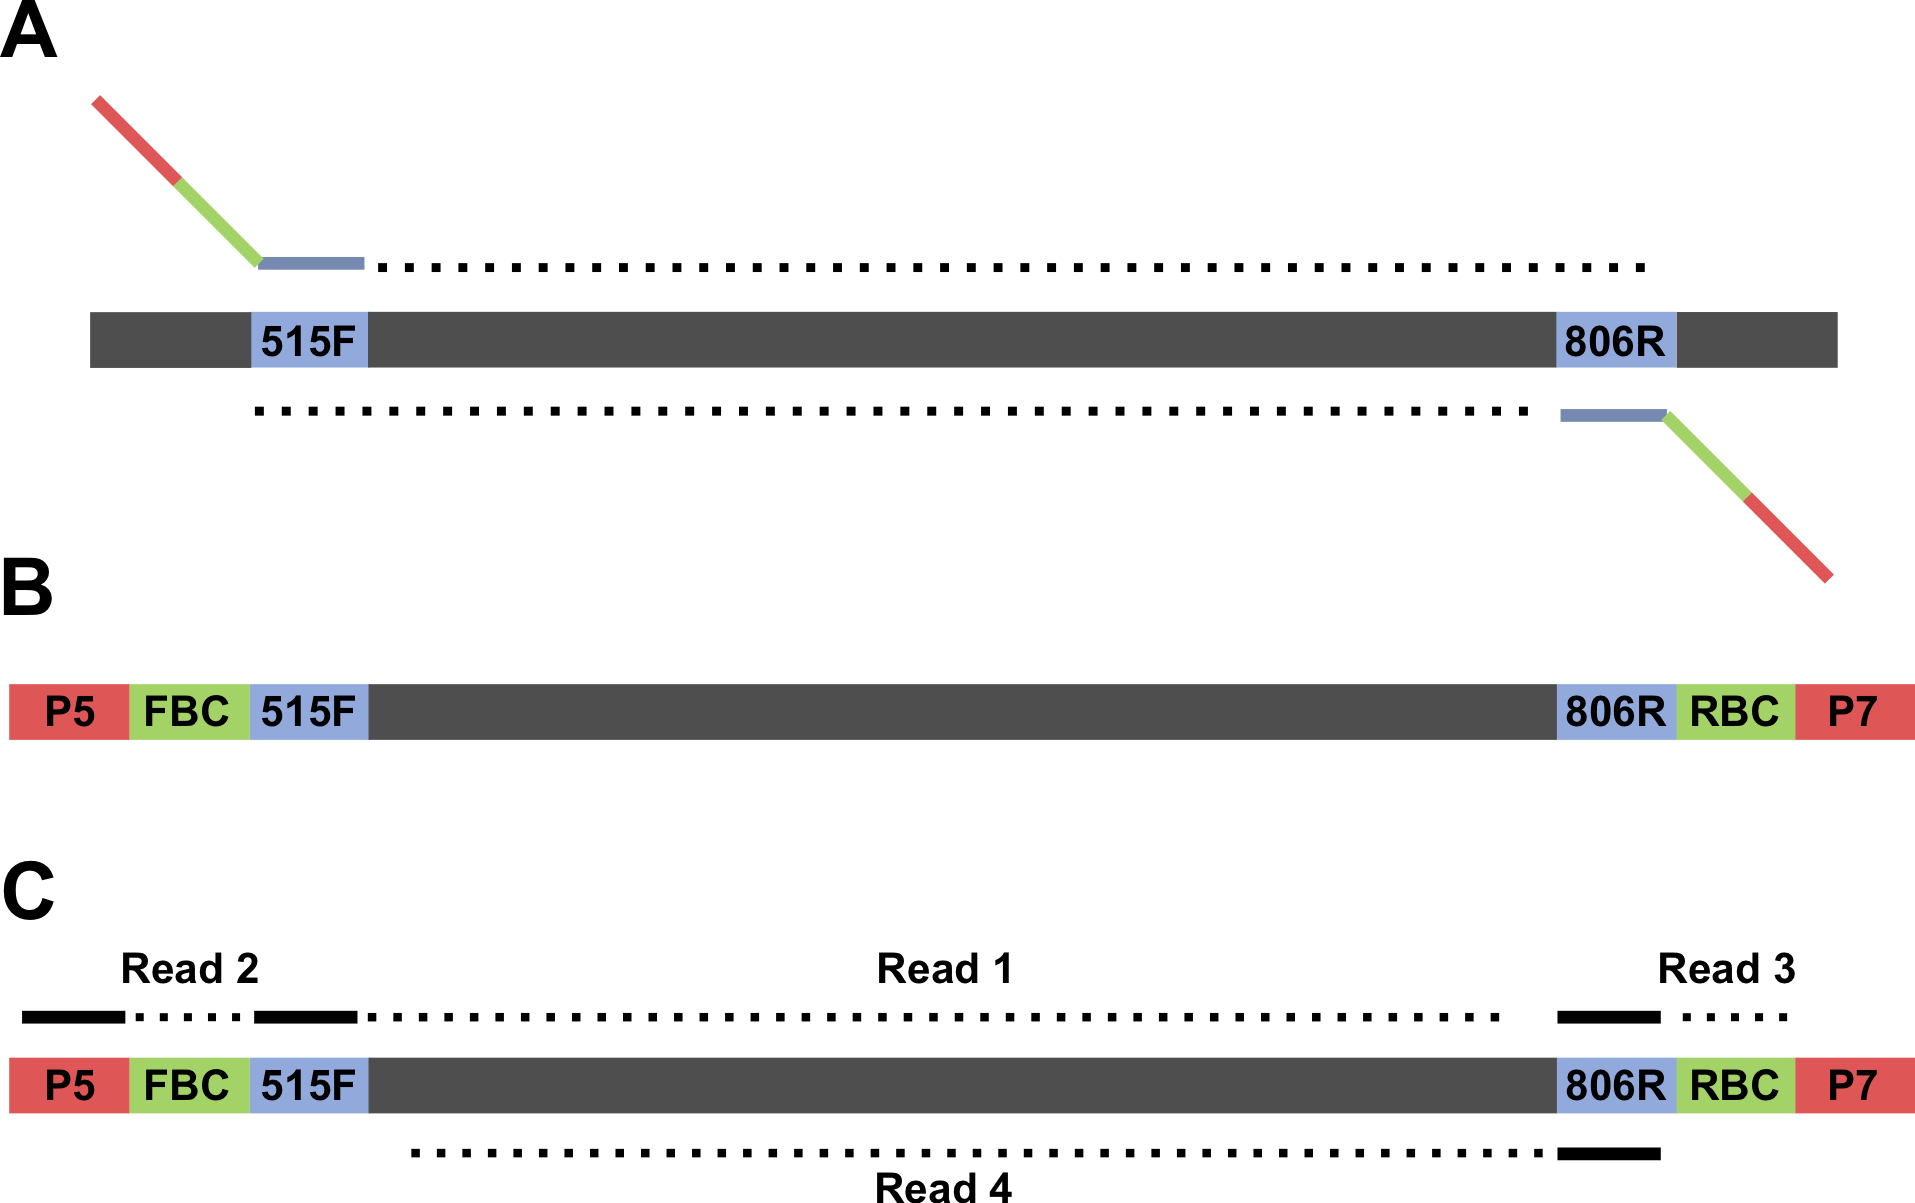 A
515F 806R
B
P5 FBC 515F 806R RBC P7
C
Read 2 Read 1 Read 3
P5 FBC 515F 806R RBC P7
Read 4